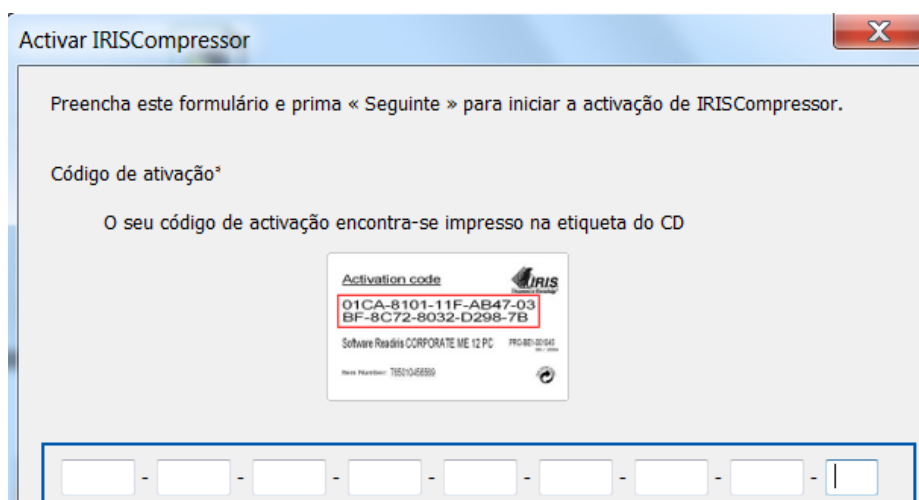 Activar IRISCompressor
X
Preencha este formulário e prima « Seguinte » para iniciar a activação de IRISCompressor.
Código de ativação
O seu código de activação encontra-se impresso na etiqueta do CD
Activation code
IRIS
01CA-8101-11F-AB47-03
BF-8C72-8032-D298-7B
Software Readiris CORPORATE ME 12 PC
Item Number:
- - - - - - - -